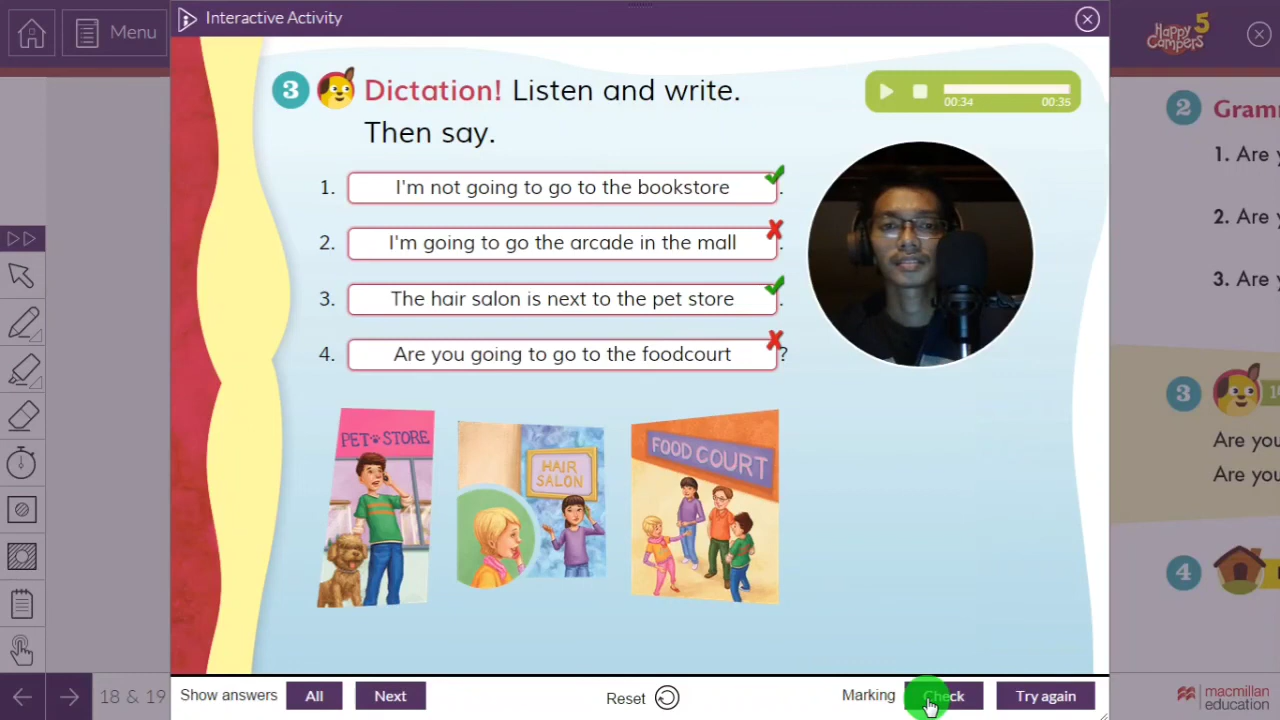 Menu
Interactive Activity
Happy Campers 5
3 Dictation! Listen and write.
Then say.
00:34 00:35
1. I'm not going to go to the bookstore .
2. I'm going to go the arcade in the mall .
3. The hair salon is next to the pet store .
4. Are you going to go to the foodcourt ?
PET STORE
HAIR
SALON
FOOD COURT
2 Gram
1. Are y
2. Are y
3. Are y
3
Are you
Are you
4
18 & 19
Show answers All Next Reset Marking Check Try again
macmillan
education